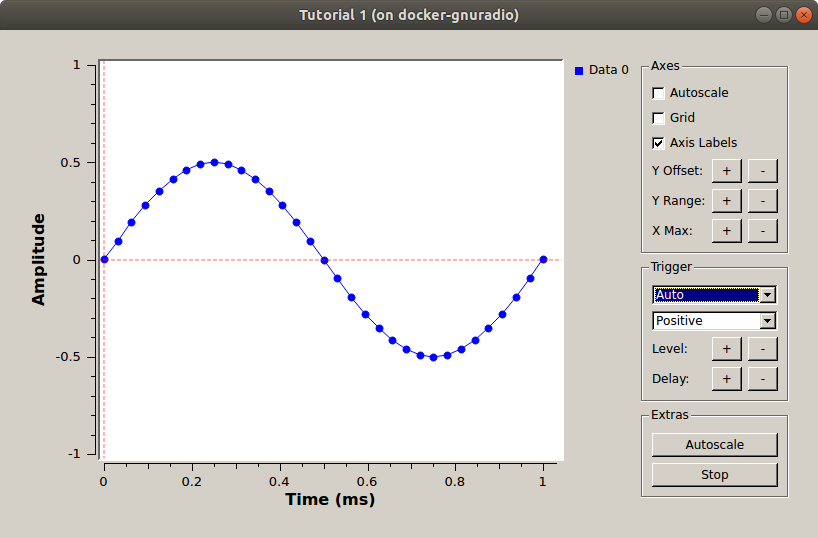 Tutorial 1 (on docker-gnuradio)
1
0.5
0
-0.5
-1
Amplitude
0 0.2 0.4 0.6 0.8 1
Time (ms)
Data 0
Axes
Autoscale
Grid
Axis Labels
Y Offset: + -
Y Range: + -
X Max: + -
Trigger
Auto
Positive
Level: + -
Delay: + -
Extras
Autoscale
Stop